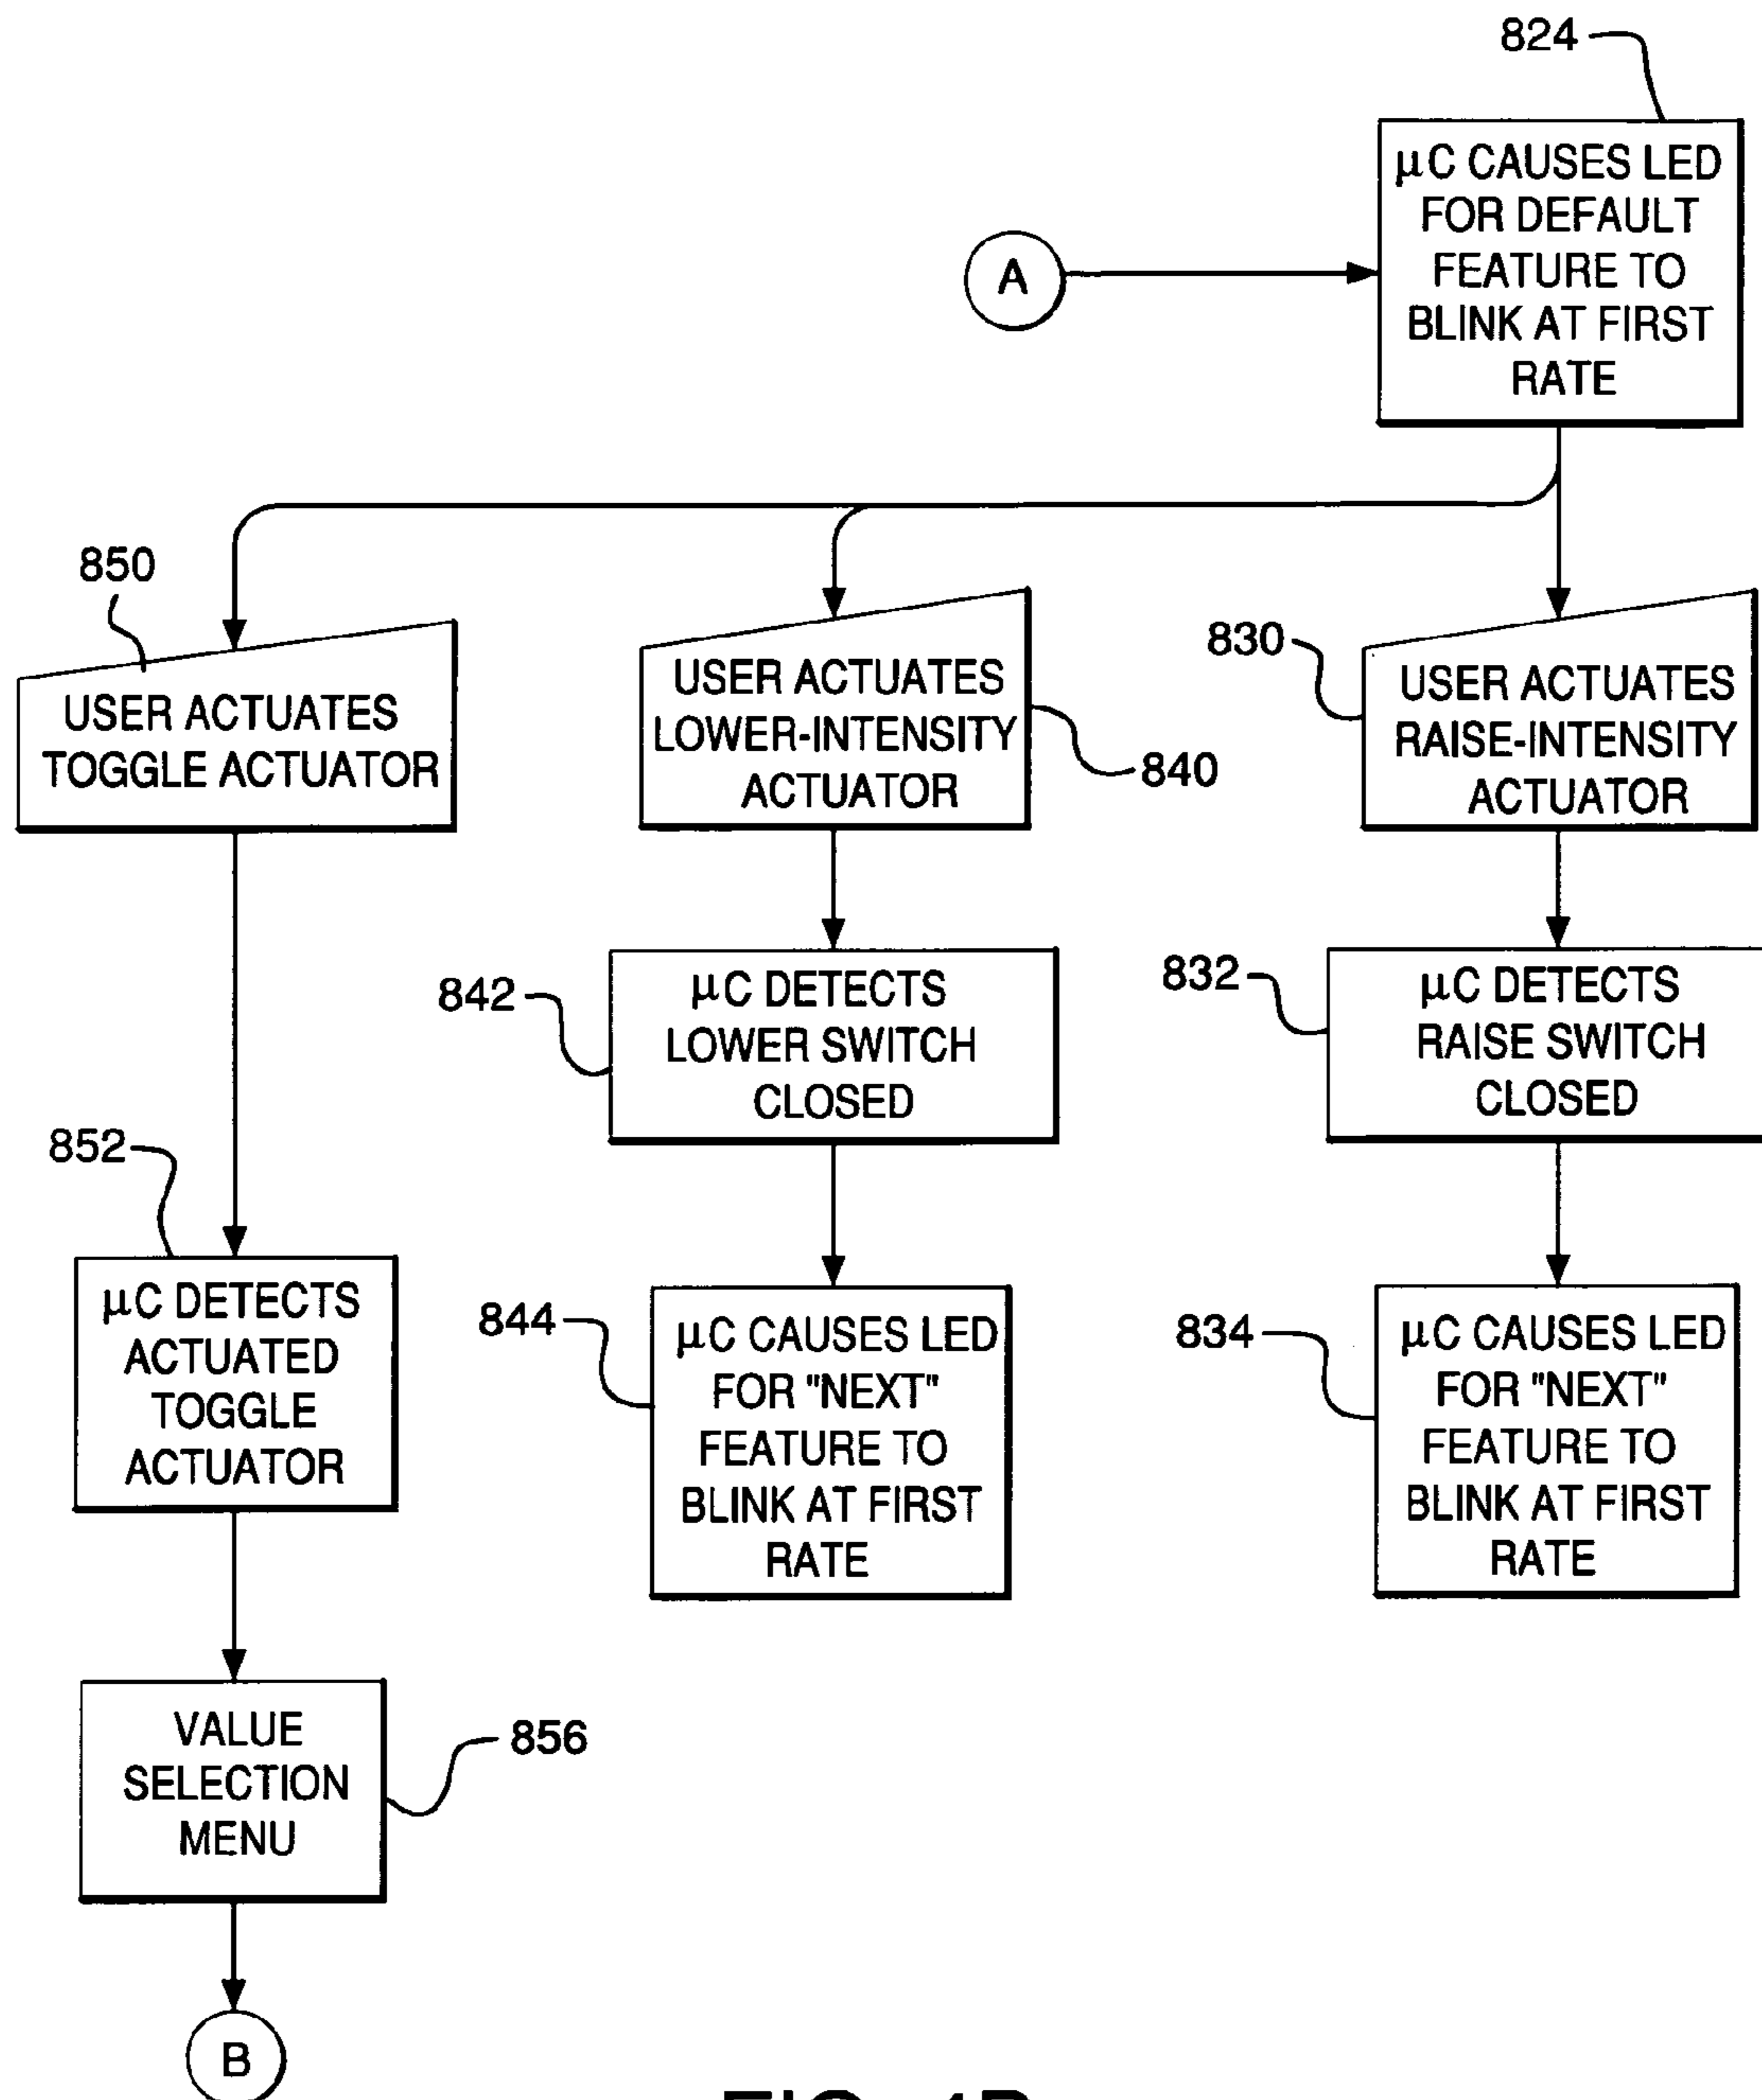 824
µC CAUSES LED
FOR DEFAULT
FEATURE TO
BLINK AT FIRST
RATE
A
850
USER ACTUATES
TOGGLE ACTUATOR
USER ACTUATES
LOWER-INTENSITY
ACTUATOR
840
830
USER ACTUATES
RAISE-INTENSITY
ACTUATOR
842
µC DETECTS
LOWER SWITCH
CLOSED
832
µC DETECTS
RAISE SWITCH
CLOSED
852
µC DETECTS
ACTUATED
TOGGLE
ACTUATOR
844
µC CAUSES LED
FOR "NEXT"
FEATURE TO
BLINK AT FIRST
RATE
834
µC CAUSES LED
FOR "NEXT"
FEATURE TO
BLINK AT FIRST
RATE
VALUE
SELECTION
MENU
856
B